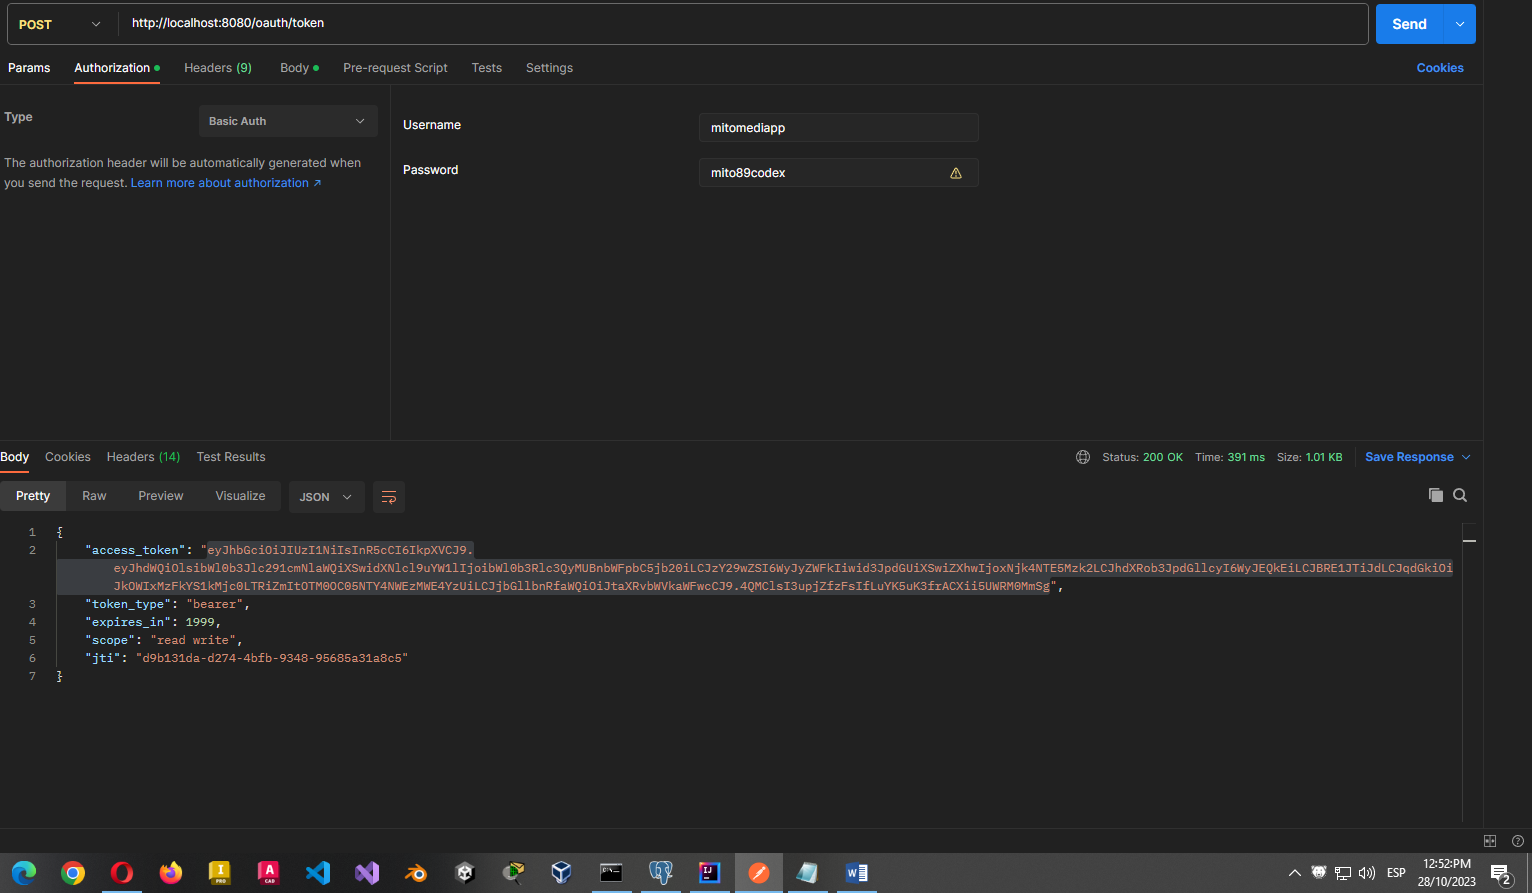 POST
http://localhost:8080/oauth/token
Send
Params
Authorization
Headers (9)
Body
Pre-request Script
Tests
Settings
Cookies
Type
Basic Auth
The authorization header will be automatically generated when
you send the request. Learn more about authorization ↗
Username
mitomediapp
Password
mito89codex
Body
Cookies
Headers (14)
Test Results
Status: 200 OK
Time: 391 ms
Size: 1.01 KB
Save Response
Pretty
Raw
Preview
Visualize
JSON
1 {
2 "access_token": "eyJhbGciOiJIUzI1NiIsInR5cCI6IkpXVCJ9.
eyJhdWQiOlsibWl0b3Jlc291cmNlaWQiXSwidXNlcl9uYW1lIjoibWl0b3Rlc3QyMUBnbWFpbC5jb20iLCJzY29wZSI6WyJyZWFkIiwid3JpdGUiXSwiZXhwIjoxNjk4NTE5Mzk2LCJhdXRob3JpdGllcyI6WyJEQkEiLCJBRE1JTiJdLCJqdGkiOi
JkOWIxMzFkYS1kMjc0LTRiZmItOTM0OC05NTY4NWEzMWE4YzUiLCJjbGllbnRfaWQiOiJtaXRvbWVkaWFwcCJ9.4QMClsI3upjZfzFsIfLuYK5uK3frACXii5UWRM0MmSg",
3 "token_type": "bearer",
4 "expires_in": 1999,
5 "scope": "read write",
6 "jti": "d9b131da-d274-4bfb-9348-95685a31a8c5"
7 }
ESP
12:52:PM
28/10/2023
2